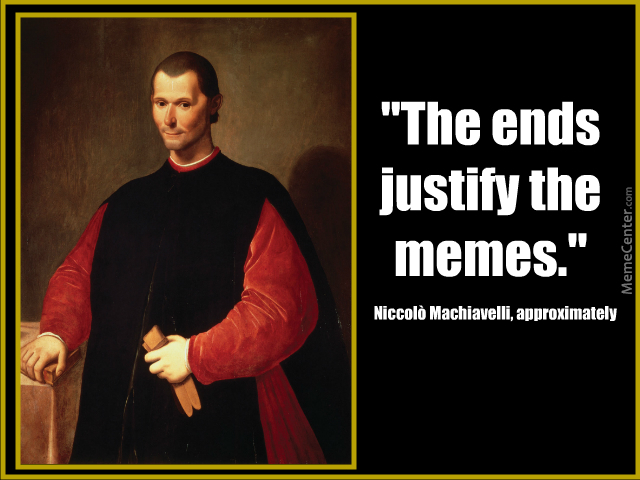 "The ends
justify the
memes."
Niccolò Machiavelli, approximately
MemeCenter.com